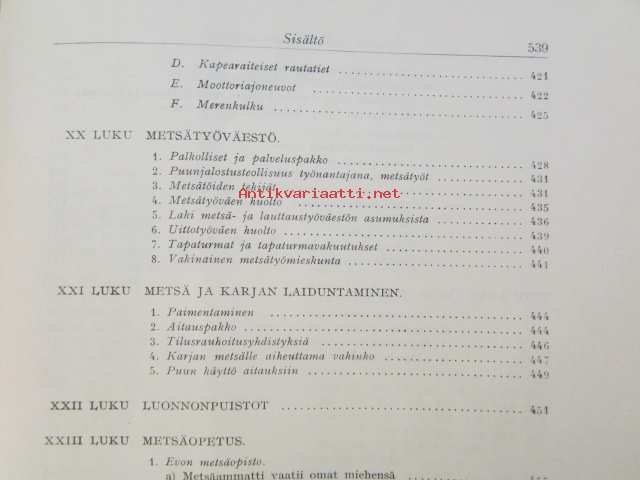 Sisältö 539
D. Kapearaiteiset rautatiet 421
E. Moottoriajoneuvot 422
F. Merenkulku 425
XX LUKU METSÄTYÖVÄESTÖ.
1. Palkolliset ja palveluspakko 428
2. Puunjalostusteollisuus työnantajana, metsätyöt 431
3. Metsätöiden tekijät 431
Antikvariaatti.net
4. Metsätyöväen huolto 435
5. Laki metsä- ja lauttaustyöväestön asumuksista 436
6. Uittotyöväen huolto 439
7. Tapaturmat ja tapaturmavakuutukset 440
8. Vakinainen metsätyömieskunta 441
XXI LUKU METSÄ JA KARJAN LAIDUNTAMINEN.
1. Paimentaminen 444
2. Aitauspakko 444
3. Tilusrauhoitusyhdistyksiä 446
4. Karjan metsälle aiheuttama vahinko 447
5. Puun käyttö aitauksiin 449
XXII LUKU LUONNONPUISTOT 451
XXIII LUKU METSÄOPETUS.
1. Evon metsäopisto.
a) Metsäammatti vaatii omat miehensä